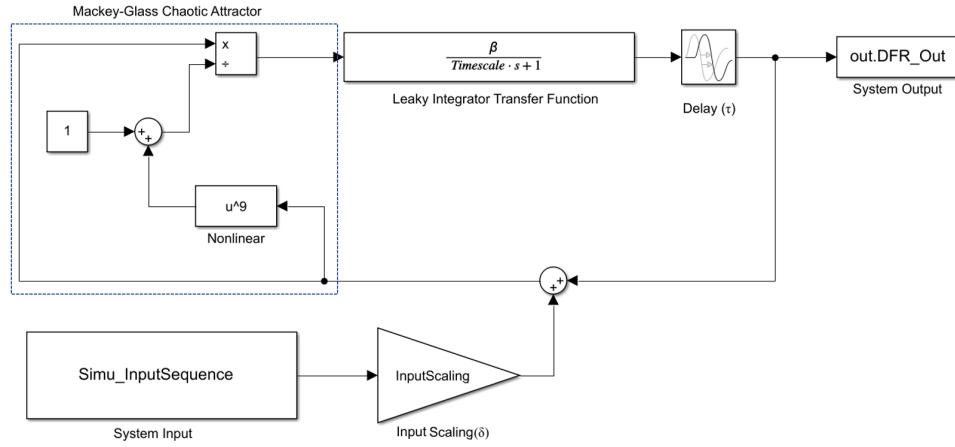 Mackey-Glass Chaotic Attractor
x
÷
β
Timescale · s + 1
Leaky Integrator Transfer Function
Delay (τ)
out.DFR_Out
System Output
1
+
+
u^9
Nonlinear
+
+
Simu_InputSequence
System Input
InputScaling
Input Scaling(δ)